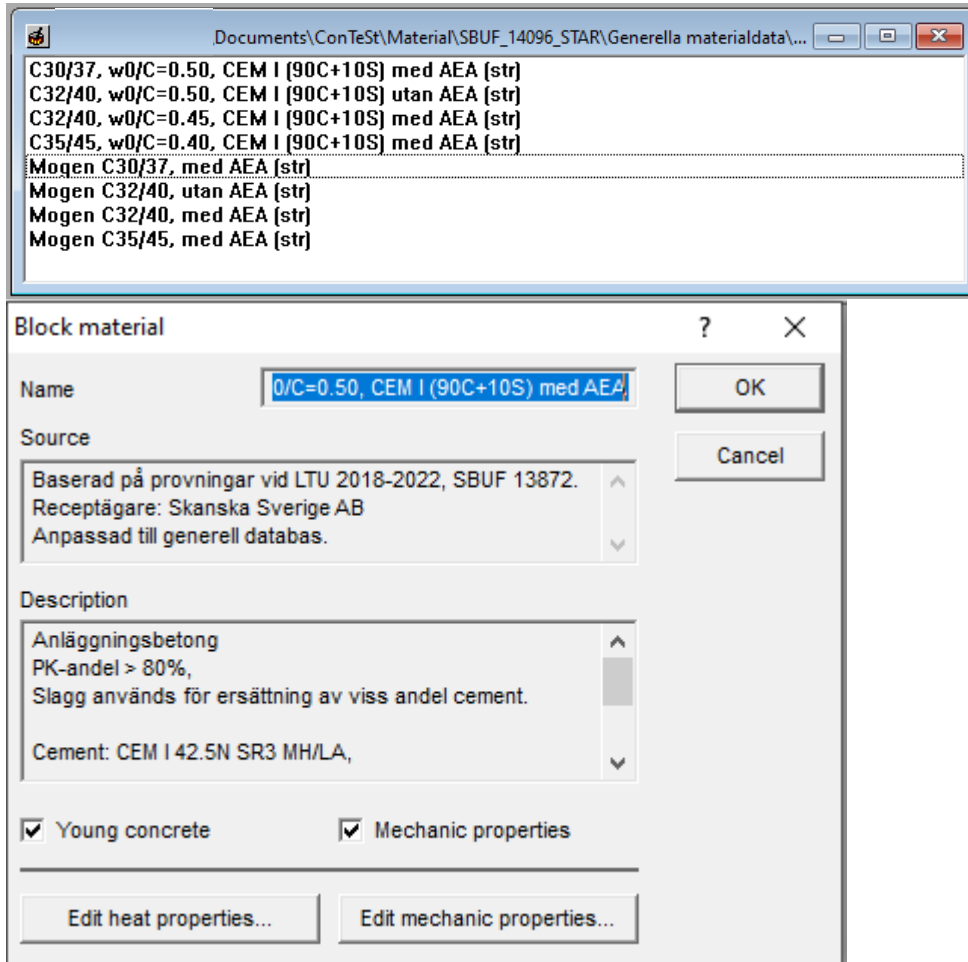 ,Documents\ConTeSt\Material\SBUF_14096_STAR\Generella materialdata\...
C30/37, w0/C=0.50, CEM I (90C+10S) med AEA (str)
C32/40, w0/C=0.50, CEM I (90C+10S) utan AEA (str)
C32/40, w0/C=0.45, CEM I (90C+10S) med AEA (str)
C35/45, w0/C=0.40, CEM I (90C+10S) med AEA (str)
Mogen C30/37, med AEA (str)
Mogen C32/40, utan AEA (str)
Mogen C32/40, med AEA (str)
Mogen C35/45, med AEA (str)
Block material ?
Name 0/C=0.50, CEM I (90C+10S) med AEA, OK
Source
Cancel
Baserad på provningar vid LTU 2018-2022, SBUF 13872.
Receptägare: Skanska Sverige AB
Anpassad till generell databas.
Description
Anläggningsbetong
PK-andel > 80%,
Slagg används för ersättning av viss andel cement.
Cement: CEM I 42.5N SR3 MH/LA,
Young concrete Mechanic properties
Edit heat properties... Edit mechanic properties...